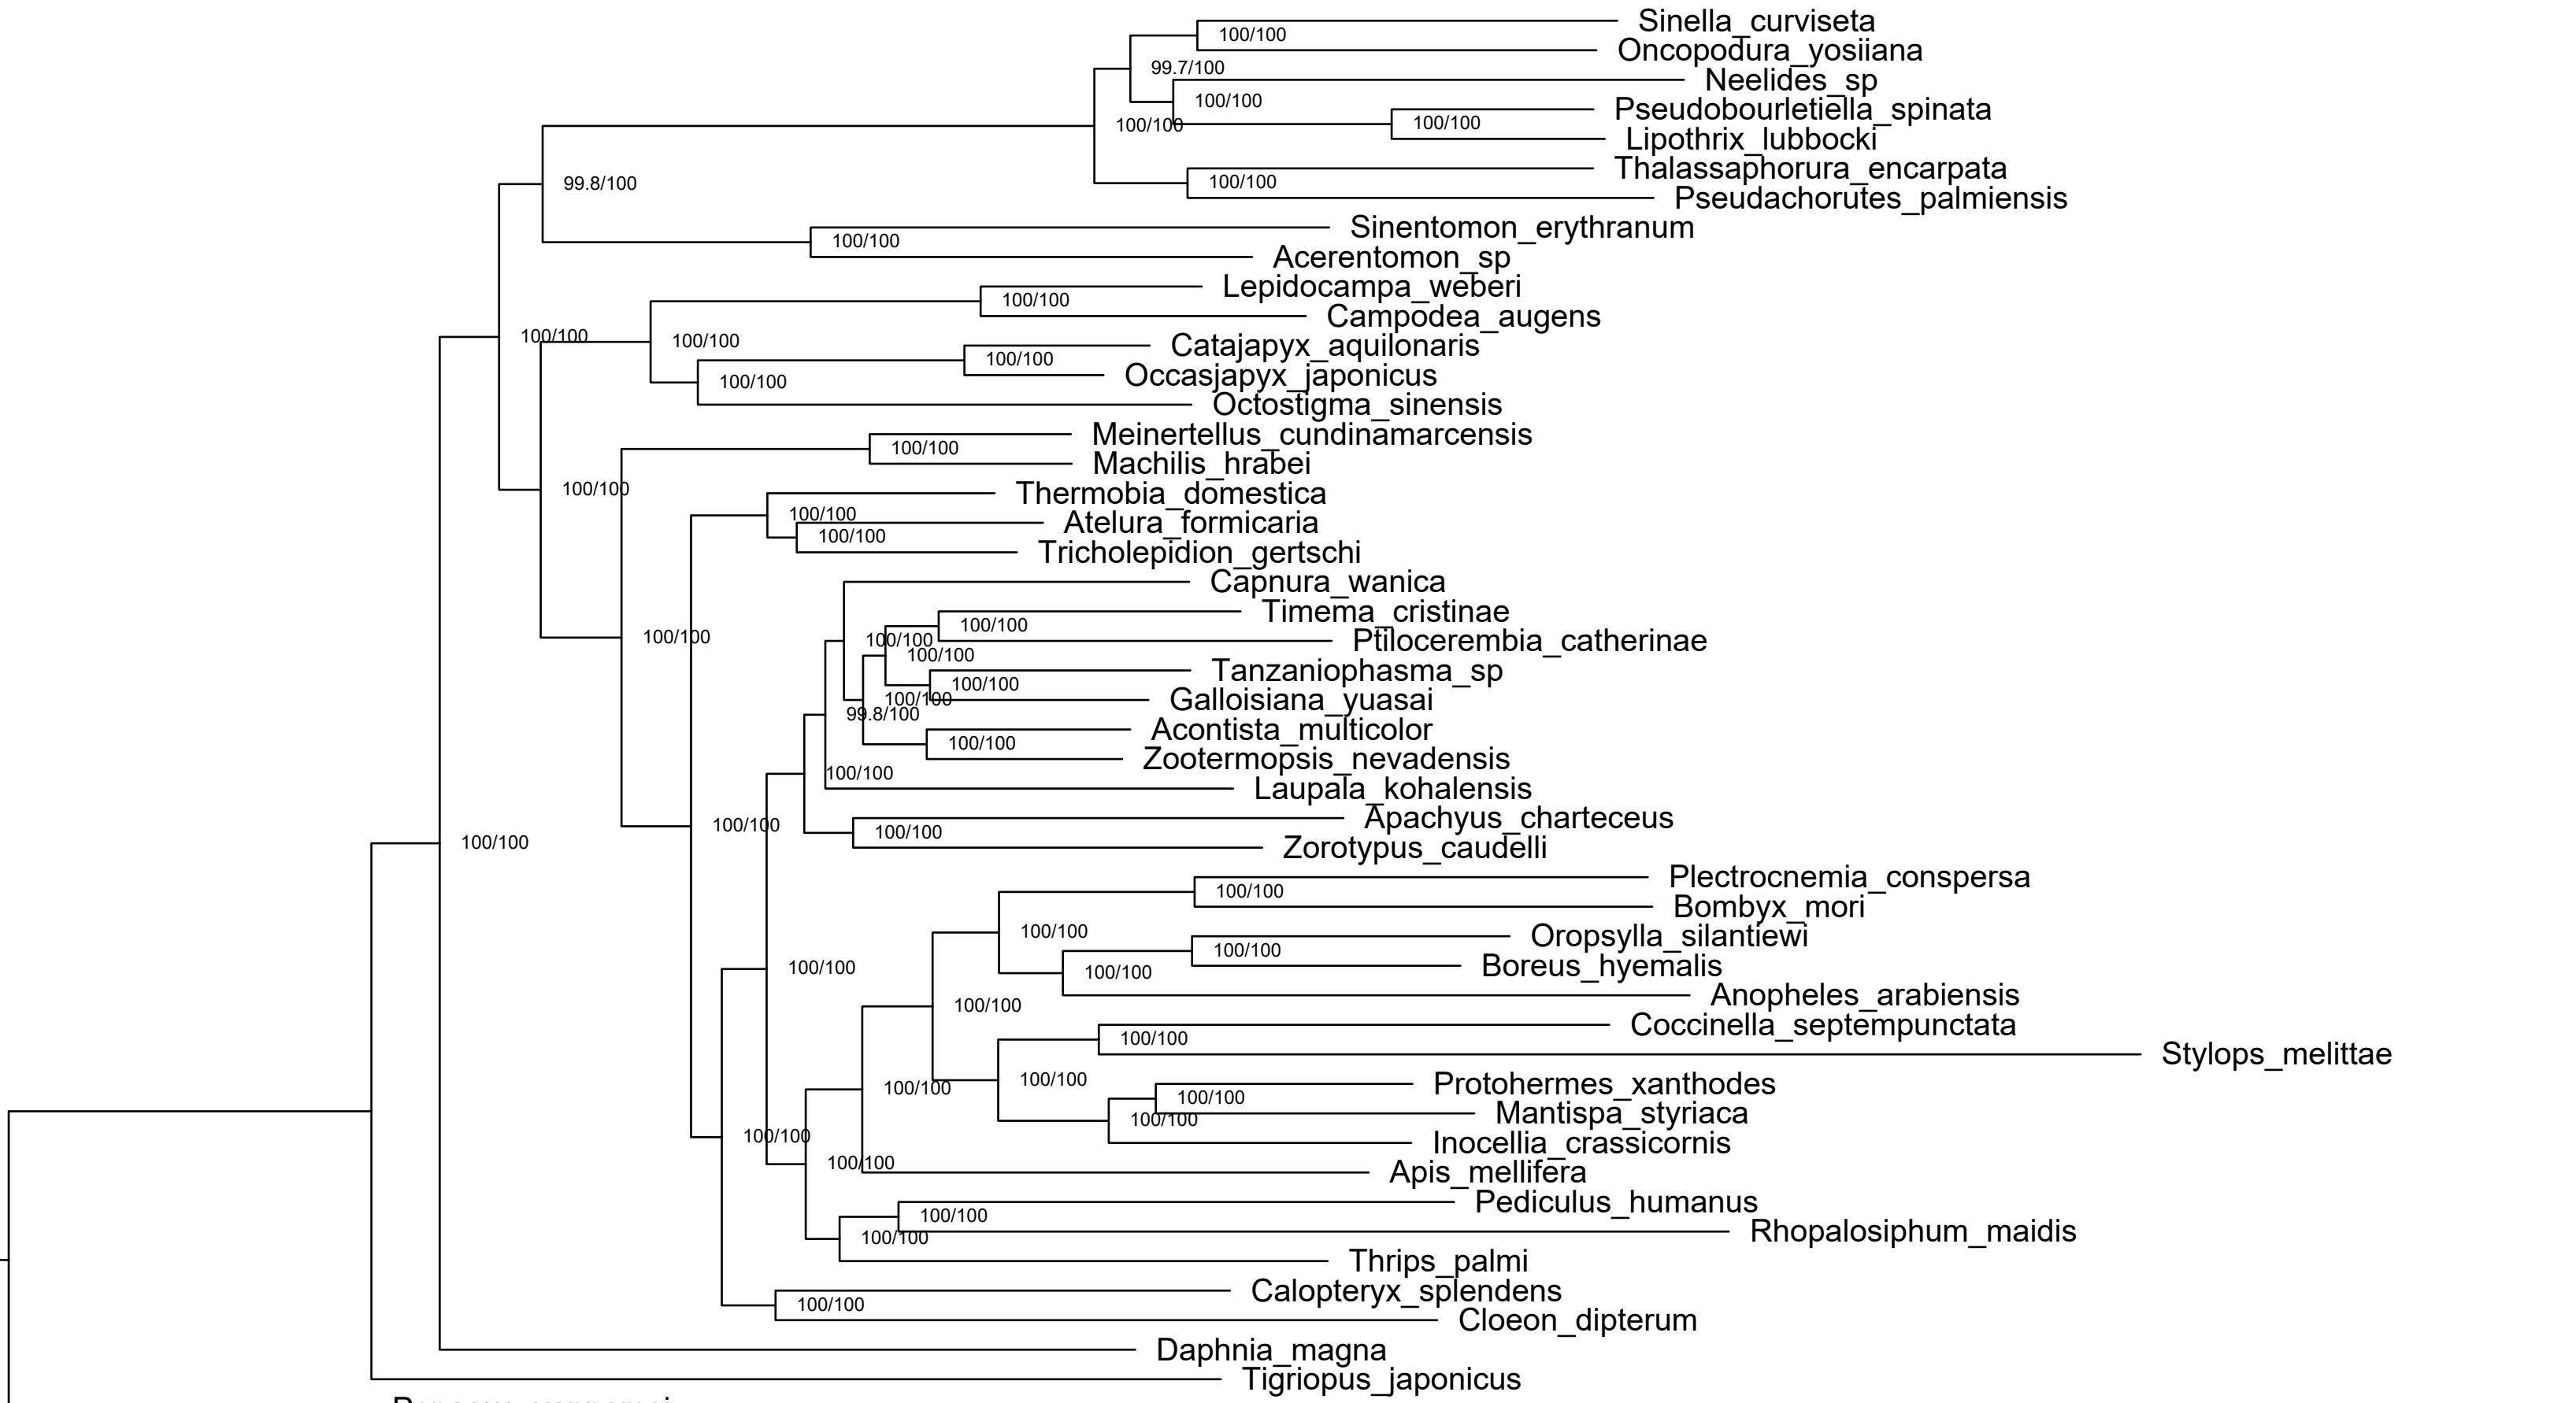 Sinella_curviseta
100/100
Oncopodura_yosiiana
99.7/100
Neelides_sp
100/100
Pseudobourletiella_spinata
100/100
100/100
Lipothrix_lubbocki
Thalassaphorura_encarpata
99.8/100
100/100
Pseudachorutes_palmiensis
Sinentomon_erythranum
100/100
Acerentomon_sp
Lepidocampa_weberi
100/100
Campodea_augens
100/100
100/100
Catajapyx_aquilonaris
100/100
Occasjapyx_japonicus
100/100
Octostigma_sinensis
Meinertellus_cundinamarcensis
100/100
Machilis_hrabei
100/100
Thermobia_domestica
100/100
Atelura_formicaria
100/100
Tricholepidion_gertschi
Capnura_wanica
Timema_cristinae
100/100
100/100
100/100
Ptilocerembia_catherinae
100/100
Tanzaniophasma_sp
100/100
100/100
Galloisiana_yuasai
99.8/100
Acontista_multicolor
100/100
Zootermopsis_nevadensis
100/100
Laupala_kohalensis
Apachyus_charteceus
100/100
100/100
Zorotypus_caudelli
100/100
Plectrocnemia_conspersa
100/100
Bombyx_mori
100/100
Oropsylla_silantiewi
100/100
Boreus_hyemalis
100/100
100/100
Anopheles_arabiensis
100/100
Coccinella_septempunctata
100/100
Stylops_melittae
100/100
100/100
Protohermes_xanthodes
100/100
Mantispa_styriaca
100/100
100/100
Inocellia_crassicornis
100/100
Apis_mellifera
Pediculus_humanus
100/100
Rhopalosiphum_maidis
100/100
Thrips_palmi
Calopteryx_splendens
100/100
Cloeon_dipterum
Daphnia_magna
Tigriopus_japonicus